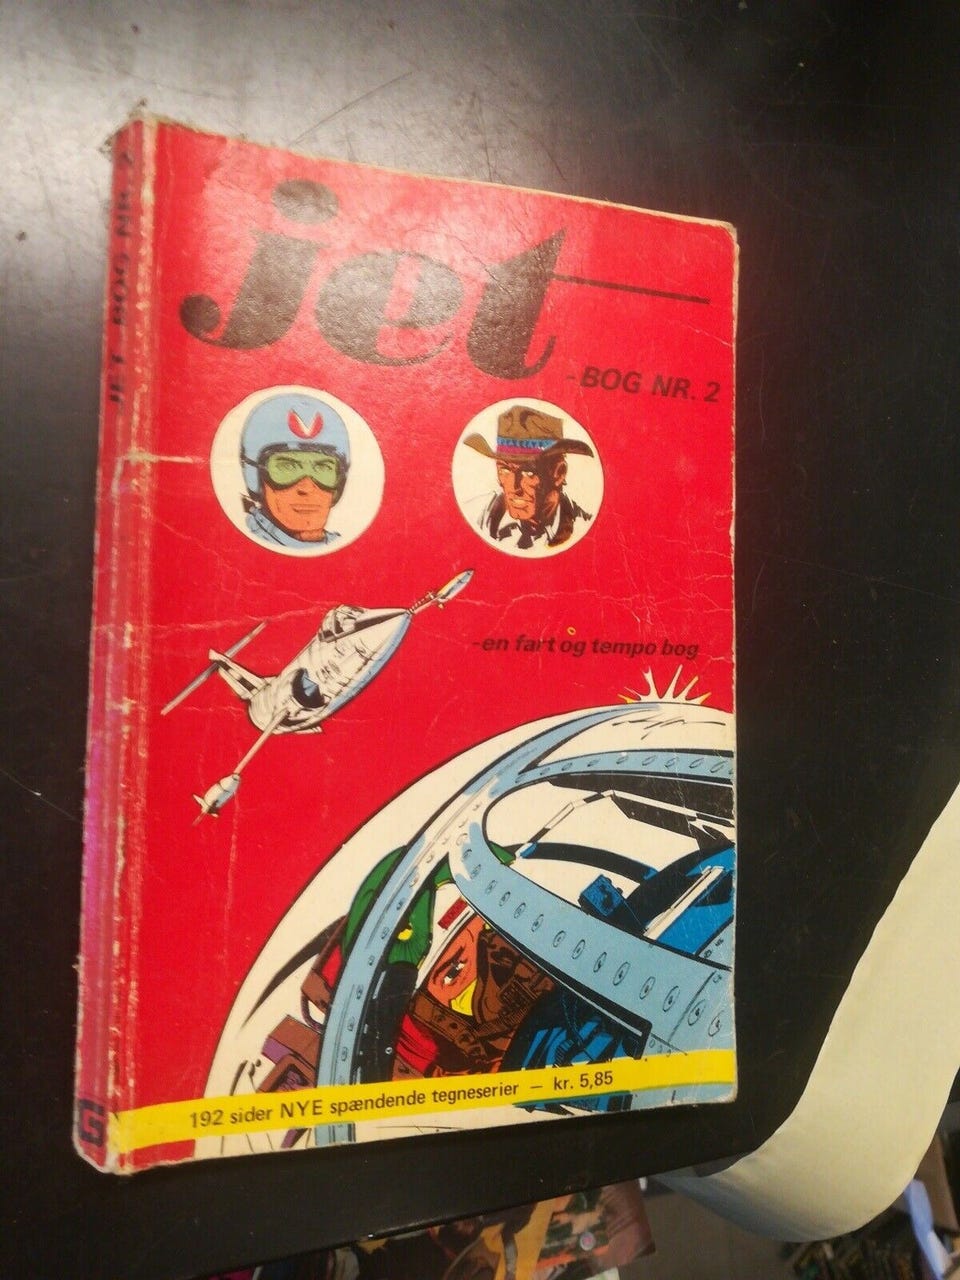 jet
-BOG NR. 2
-en fart og tempo bog
192 sider NYE spændende tegneserier – kr. 5,85
JET-BOG NR. 2